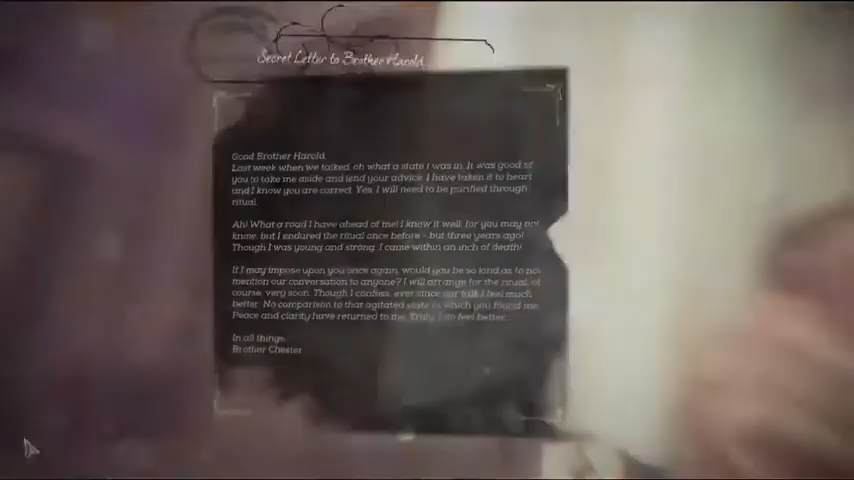 Secret Letter to Brother Harold
Good Brother Harold,
Last week when we talked, oh what a state I was in. It was good of
you to take me aside and lend your advice. I have taken it to heart
and I know you are correct. Yes, I will need to be purified through
ritual.
Ah! What a road I have ahead of me! I know it well, for you may not
know, but I endured the ritual once before - but three years ago!
Though I was young and strong, I came within an inch of death!
If I may impose upon you once again, would you be so kind as to not
mention our conversation to anyone? I will arrange for the ritual, of
course, very soon. Though I confess, ever since our talk I feel much
better. No comparison to that agitated state in which you found me.
Peace and clarity have returned to me. Truly, I do feel better.
In all things,
Brother Chester